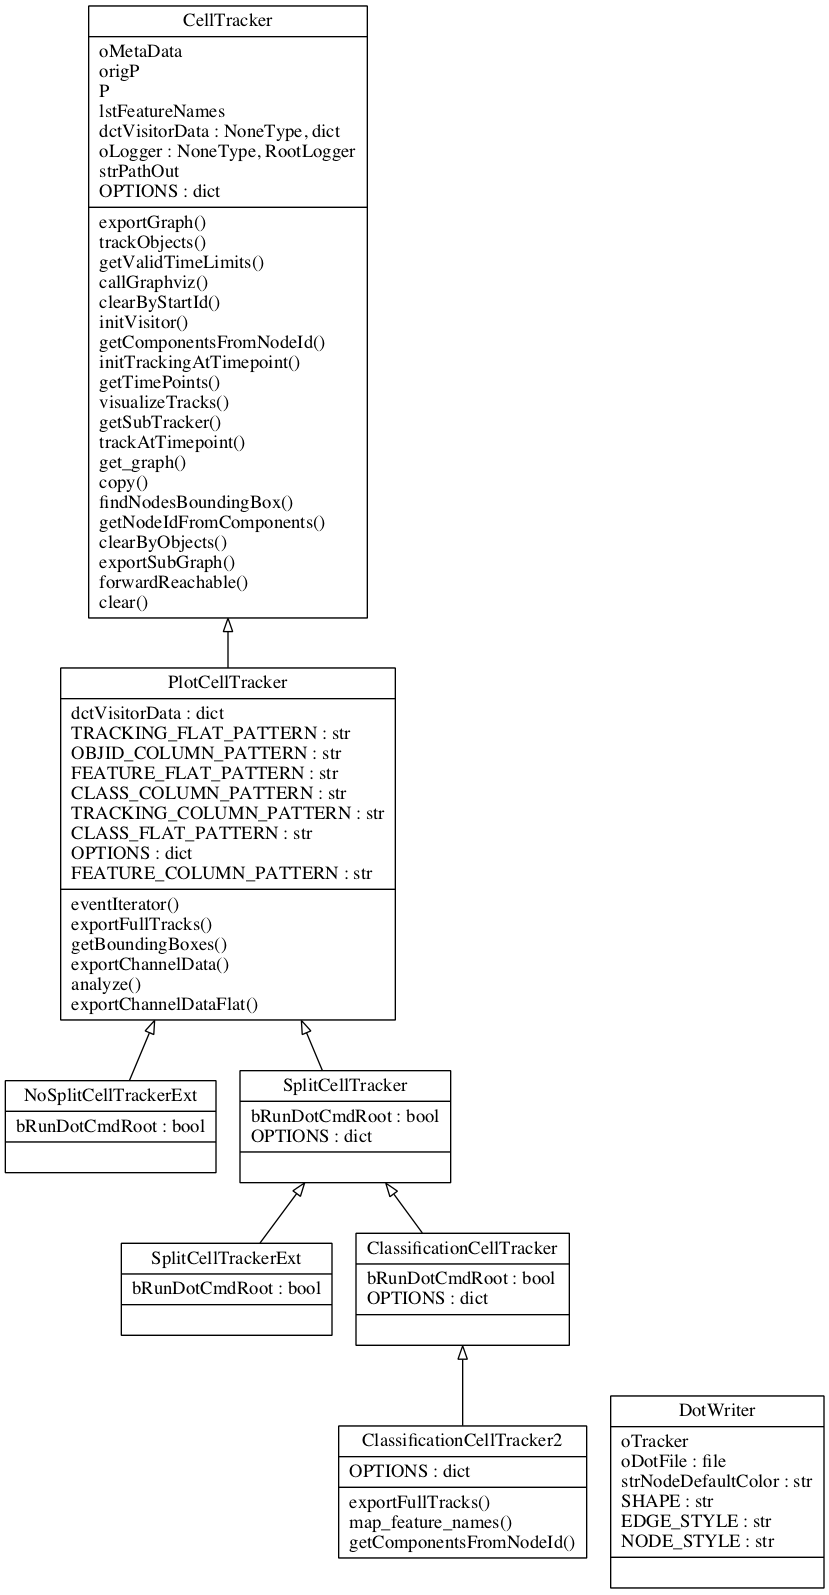 CellTracker
oMetaData
origP
P
lstFeatureNames
dctVisitorData : NoneType, dict
oLogger : NoneType, RootLogger
strPathOut
OPTIONS : dict
exportGraph()
trackObjects()
getValidTimeLimits()
callGraphviz()
clearByStartId()
initVisitor()
getComponentsFromNodeId()
initTrackingAtTimepoint()
getTimePoints()
visualizeTracks()
getSubTracker()
trackAtTimepoint()
get_graph()
copy()
findNodesBoundingBox()
getNodeIdFromComponents()
clearByObjects()
exportSubGraph()
forwardReachable()
clear()
PlotCellTracker
dctVisitorData : dict
TRACKING_FLAT_PATTERN : str
OBJID_COLUMN_PATTERN : str
FEATURE_FLAT_PATTERN : str
CLASS_COLUMN_PATTERN : str
TRACKING_COLUMN_PATTERN : str
CLASS_FLAT_PATTERN : str
OPTIONS : dict
FEATURE_COLUMN_PATTERN : str
eventIterator()
exportFullTracks()
getBoundingBoxes()
exportChannelData()
analyze()
exportChannelDataFlat()
NoSplitCellTrackerExt
bRunDotCmdRoot : bool
SplitCellTracker
bRunDotCmdRoot : bool
OPTIONS : dict
SplitCellTrackerExt
bRunDotCmdRoot : bool
ClassificationCellTracker
bRunDotCmdRoot : bool
OPTIONS : dict
ClassificationCellTracker2
OPTIONS : dict
exportFullTracks()
map_feature_names()
getComponentsFromNodeId()
DotWriter
oTracker
oDotFile : file
strNodeDefaultColor : str
SHAPE : str
EDGE_STYLE : str
NODE_STYLE : str